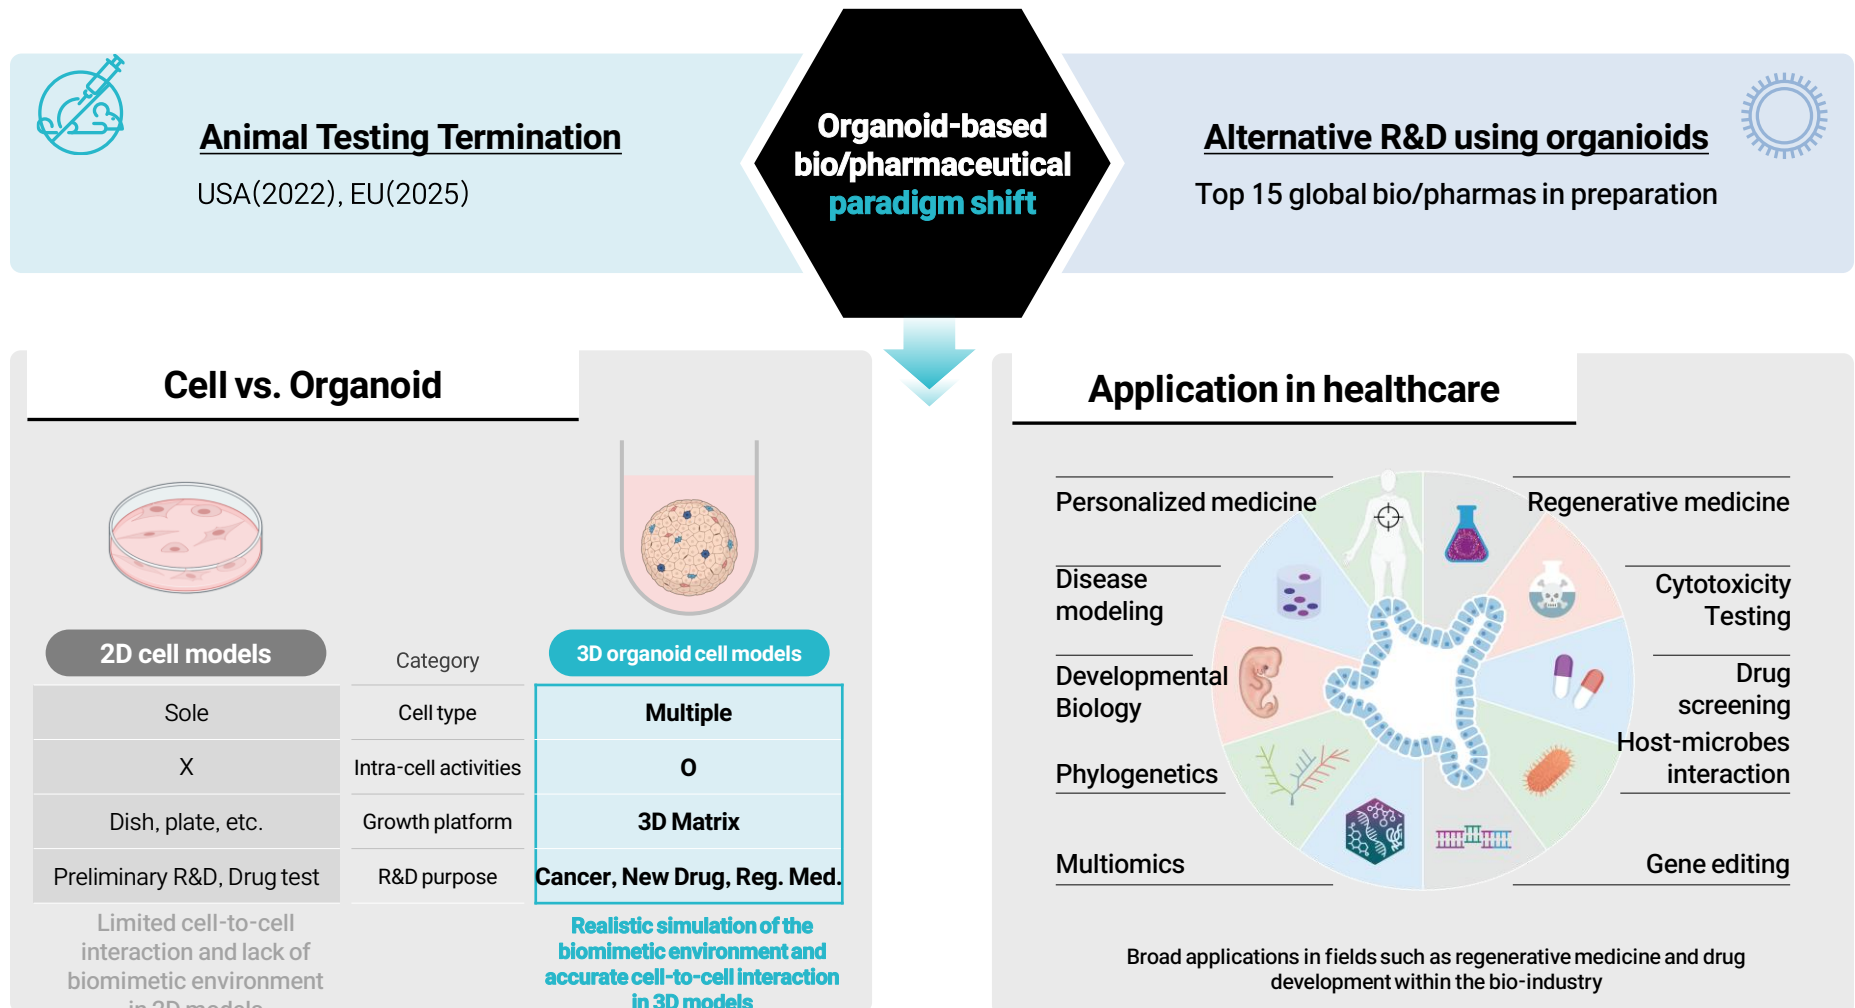 Animal Testing Termination
USA(2022), EU(2025)
Organoid-based
bio/pharmaceutical
paradigm shift
Alternative R&D using organioids
Top 15 global bio/pharmas in preparation
Cell vs. Organoid
2D cell models
Category
3D organoid cell models
Sole
Cell type
Multiple
X
Intra-cell activities
O
Dish, plate, etc.
Growth platform
3D Matrix
Preliminary R&D, Drug test
R&D purpose
Cancer, New Drug, Reg. Med.
Limited cell-to-cell
interaction and lack of
biomimetic environment
in 2D models
Realistic simulation of the
biomimetic environment and
accurate cell-to-cell interaction
in 3D models
Application in healthcare
Personalized medicine
Regenerative medicine
Disease
modeling
Cytotoxicity
Testing
Developmental
Biology
Drug
screening
Phylogenetics
Host-microbes
interaction
Multiomics
Gene editing
Broad applications in fields such as regenerative medicine and drug
development within the bio-industry